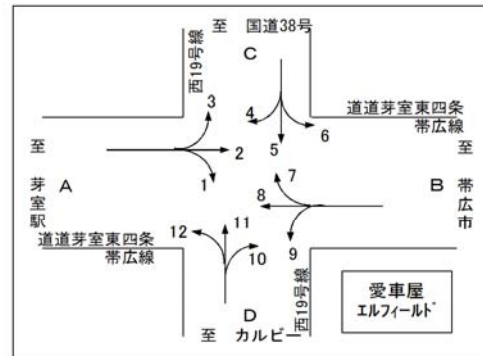 至 国道38号
西19号線
C
道道芽室東四条
帯広線
至
芽室駅
A
3
2
1
4
5
6
7
8
9
B
至
帯広市
道道芽室東四条
帯広線
12
11
10
西19号線
D
至 カルビー
愛車屋
エルフィールド